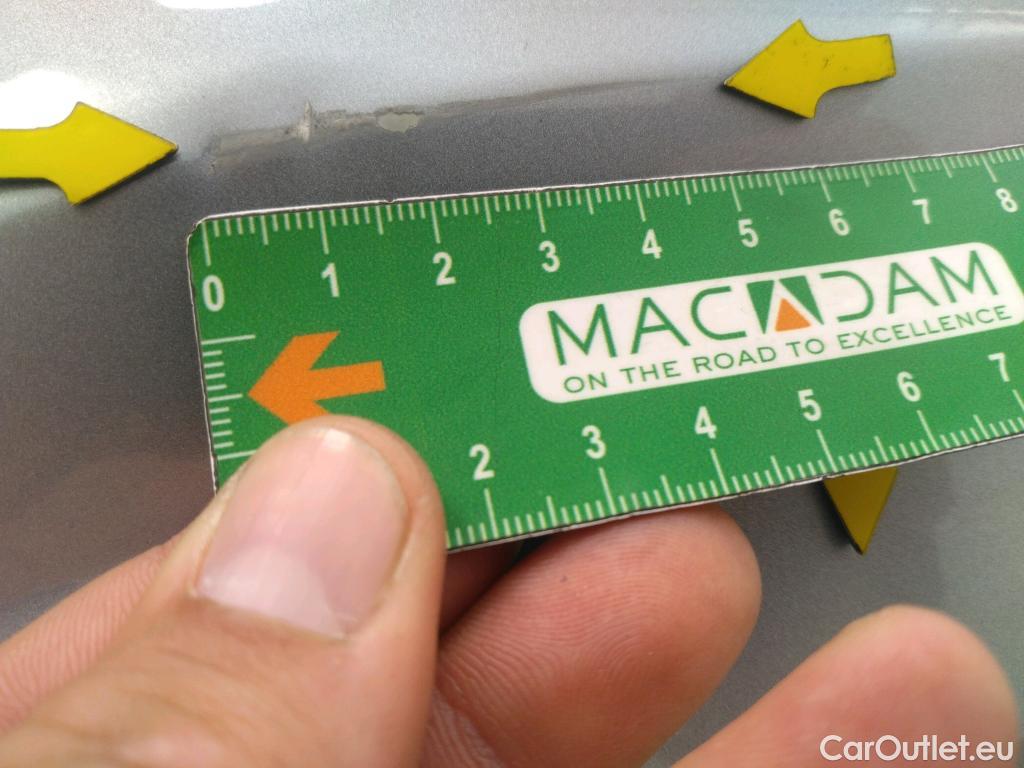 0 1 2 3 4 5 6 7 8
MACADAM
ON THE ROAD TO EXCELLENCE
2 3 4 5 6 7
CarOutlet.eu